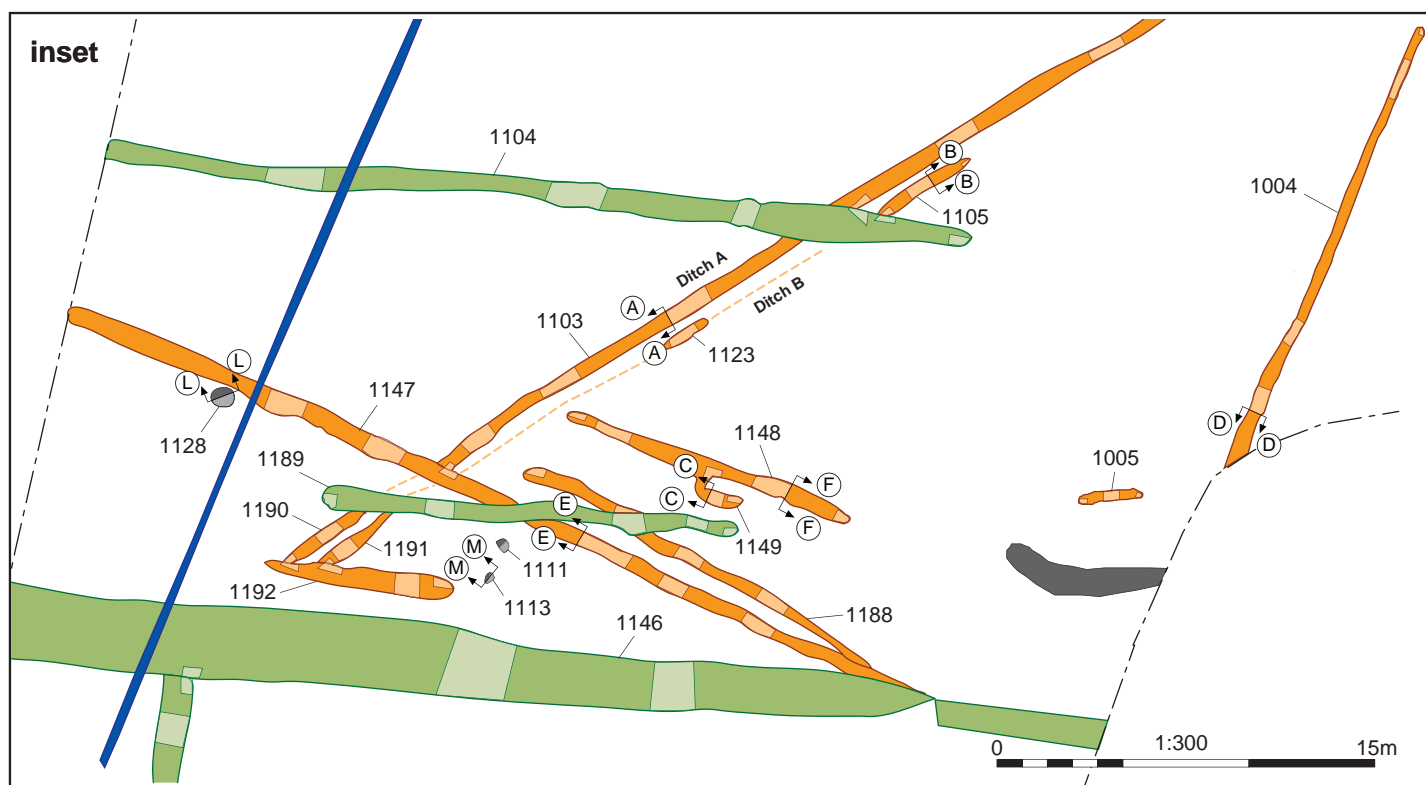 inset
1104
B
B
1105
1004
Ditch A
Ditch B
A
A
1103
1123
L
L
1128
1147
1189
1148
C
C
F
F
D
D
1005
1190
E
E
1149
1191
M
M
1111
1192
1113
1188
1146
0
1:300
15m